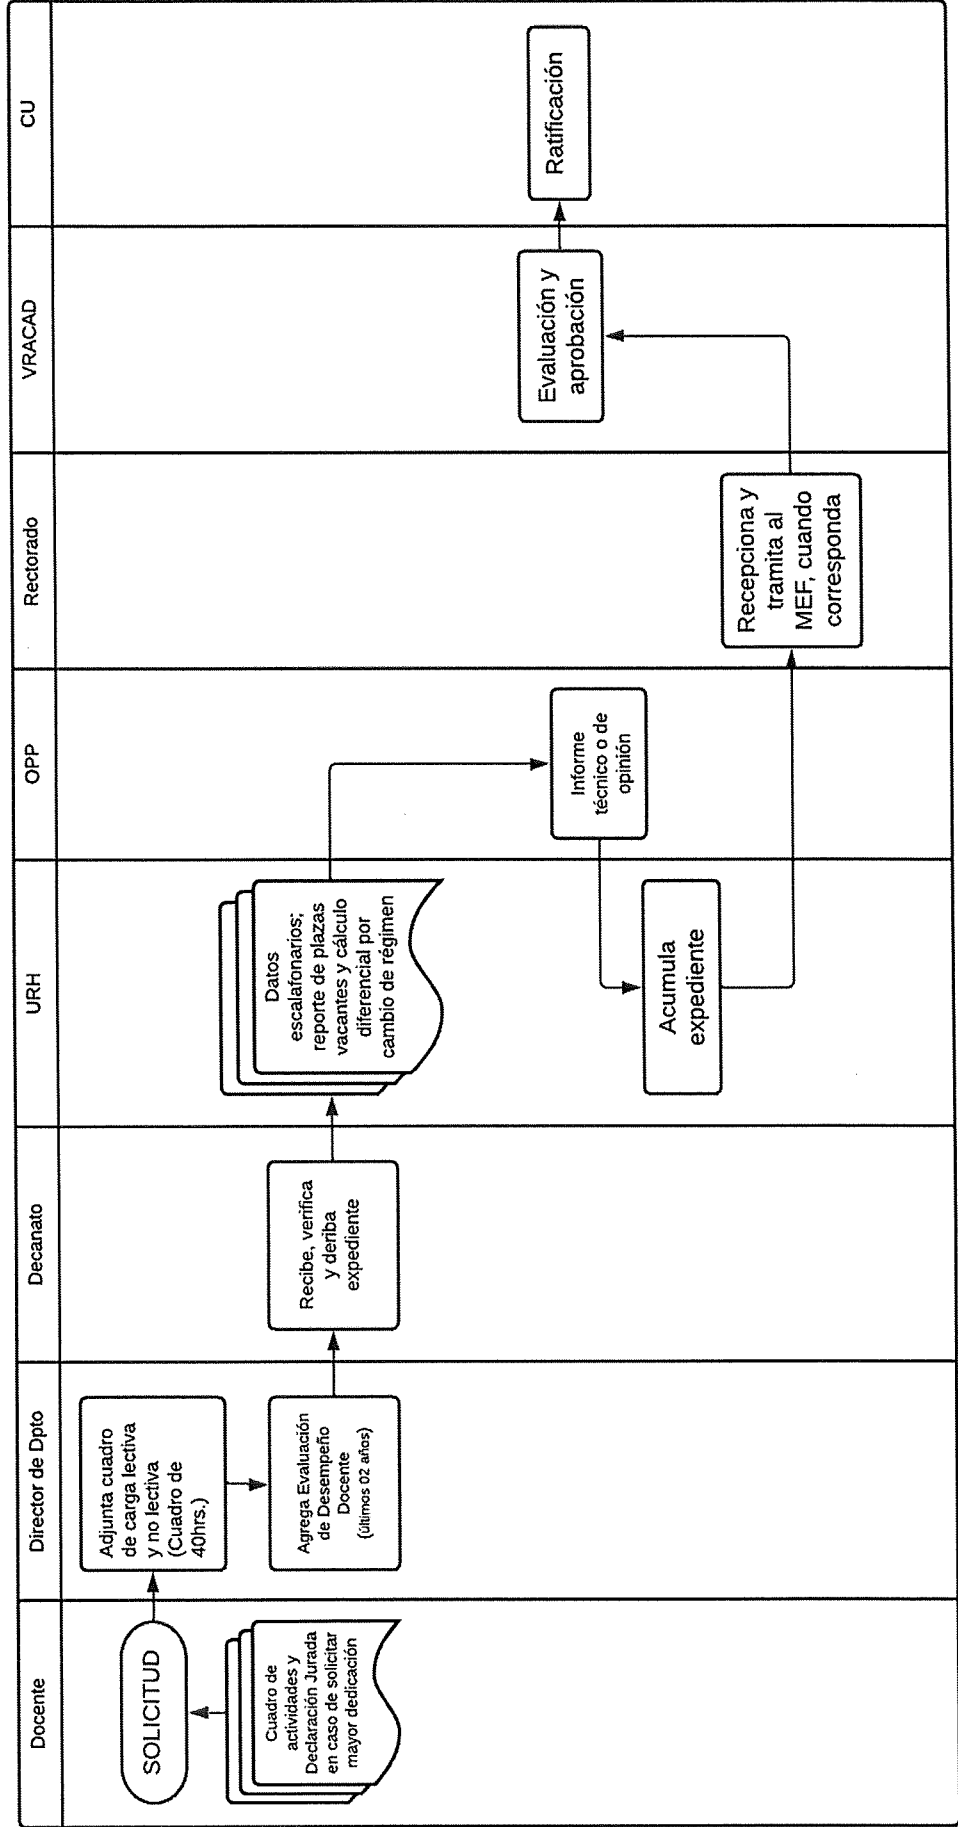 Docente
Director de Dpto
Decanato
URH
OPP
Rectorado
VRACAD
CU
SOLICITUD
Cuadro de
actividades y
Declaración Jurada
en caso de solicitar
mayor dedicación
Adjunta cuadro
de carga lectiva
y no lectiva
(Cuadro de
40hrs.)
Agrega Evaluación
de Desempeño
Docente
(últimos 02 años)
Recibe, verifica
y deriba
expediente
Datos
escalafonarios;
reporte de plazas
vacantes y cálculo
diferencial por
cambio de régimen
Informe
técnico o de
opinión
Acumula
expediente
Recepciona y
tramita al
MEF, cuando
corresponda
Evaluación y
aprobación
Ratificación